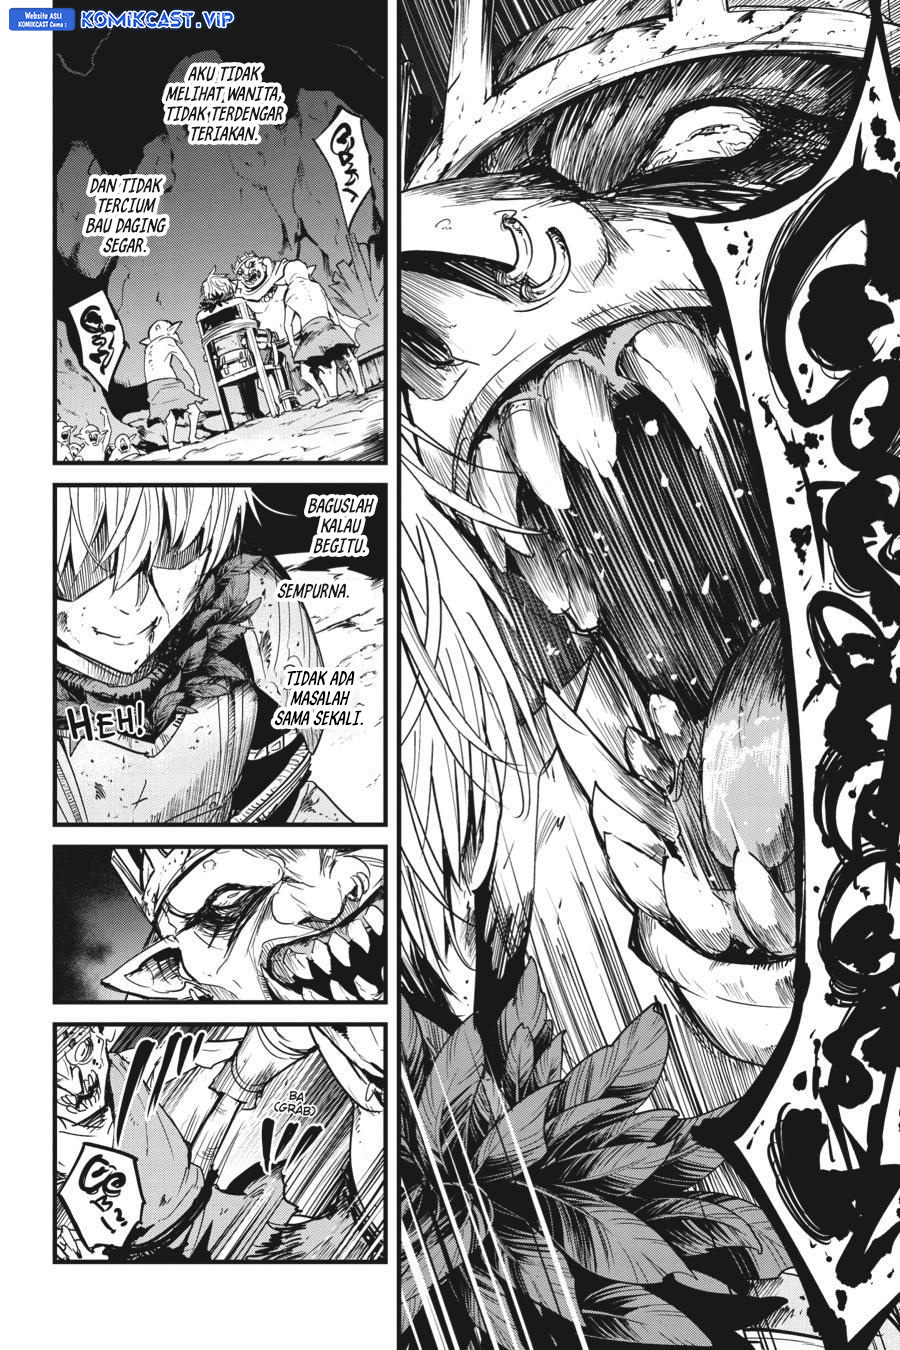 Website ASLI
KOMIKCAST Cuma :
KOMIKCAST.VIP
AKU TIDAK
MELIHAT WANITA,
TIDAK TERDENGAR
TERIAKAN.
DAN TIDAK
TERCIUM
BAU DAGING
SEGAR.
BAGUSLAH
KALAU
BEGITU.
SEMPURNA.
TIDAK ADA
MASALAH
SAMA SEKALI.
HEH!
BA
(GRAB)